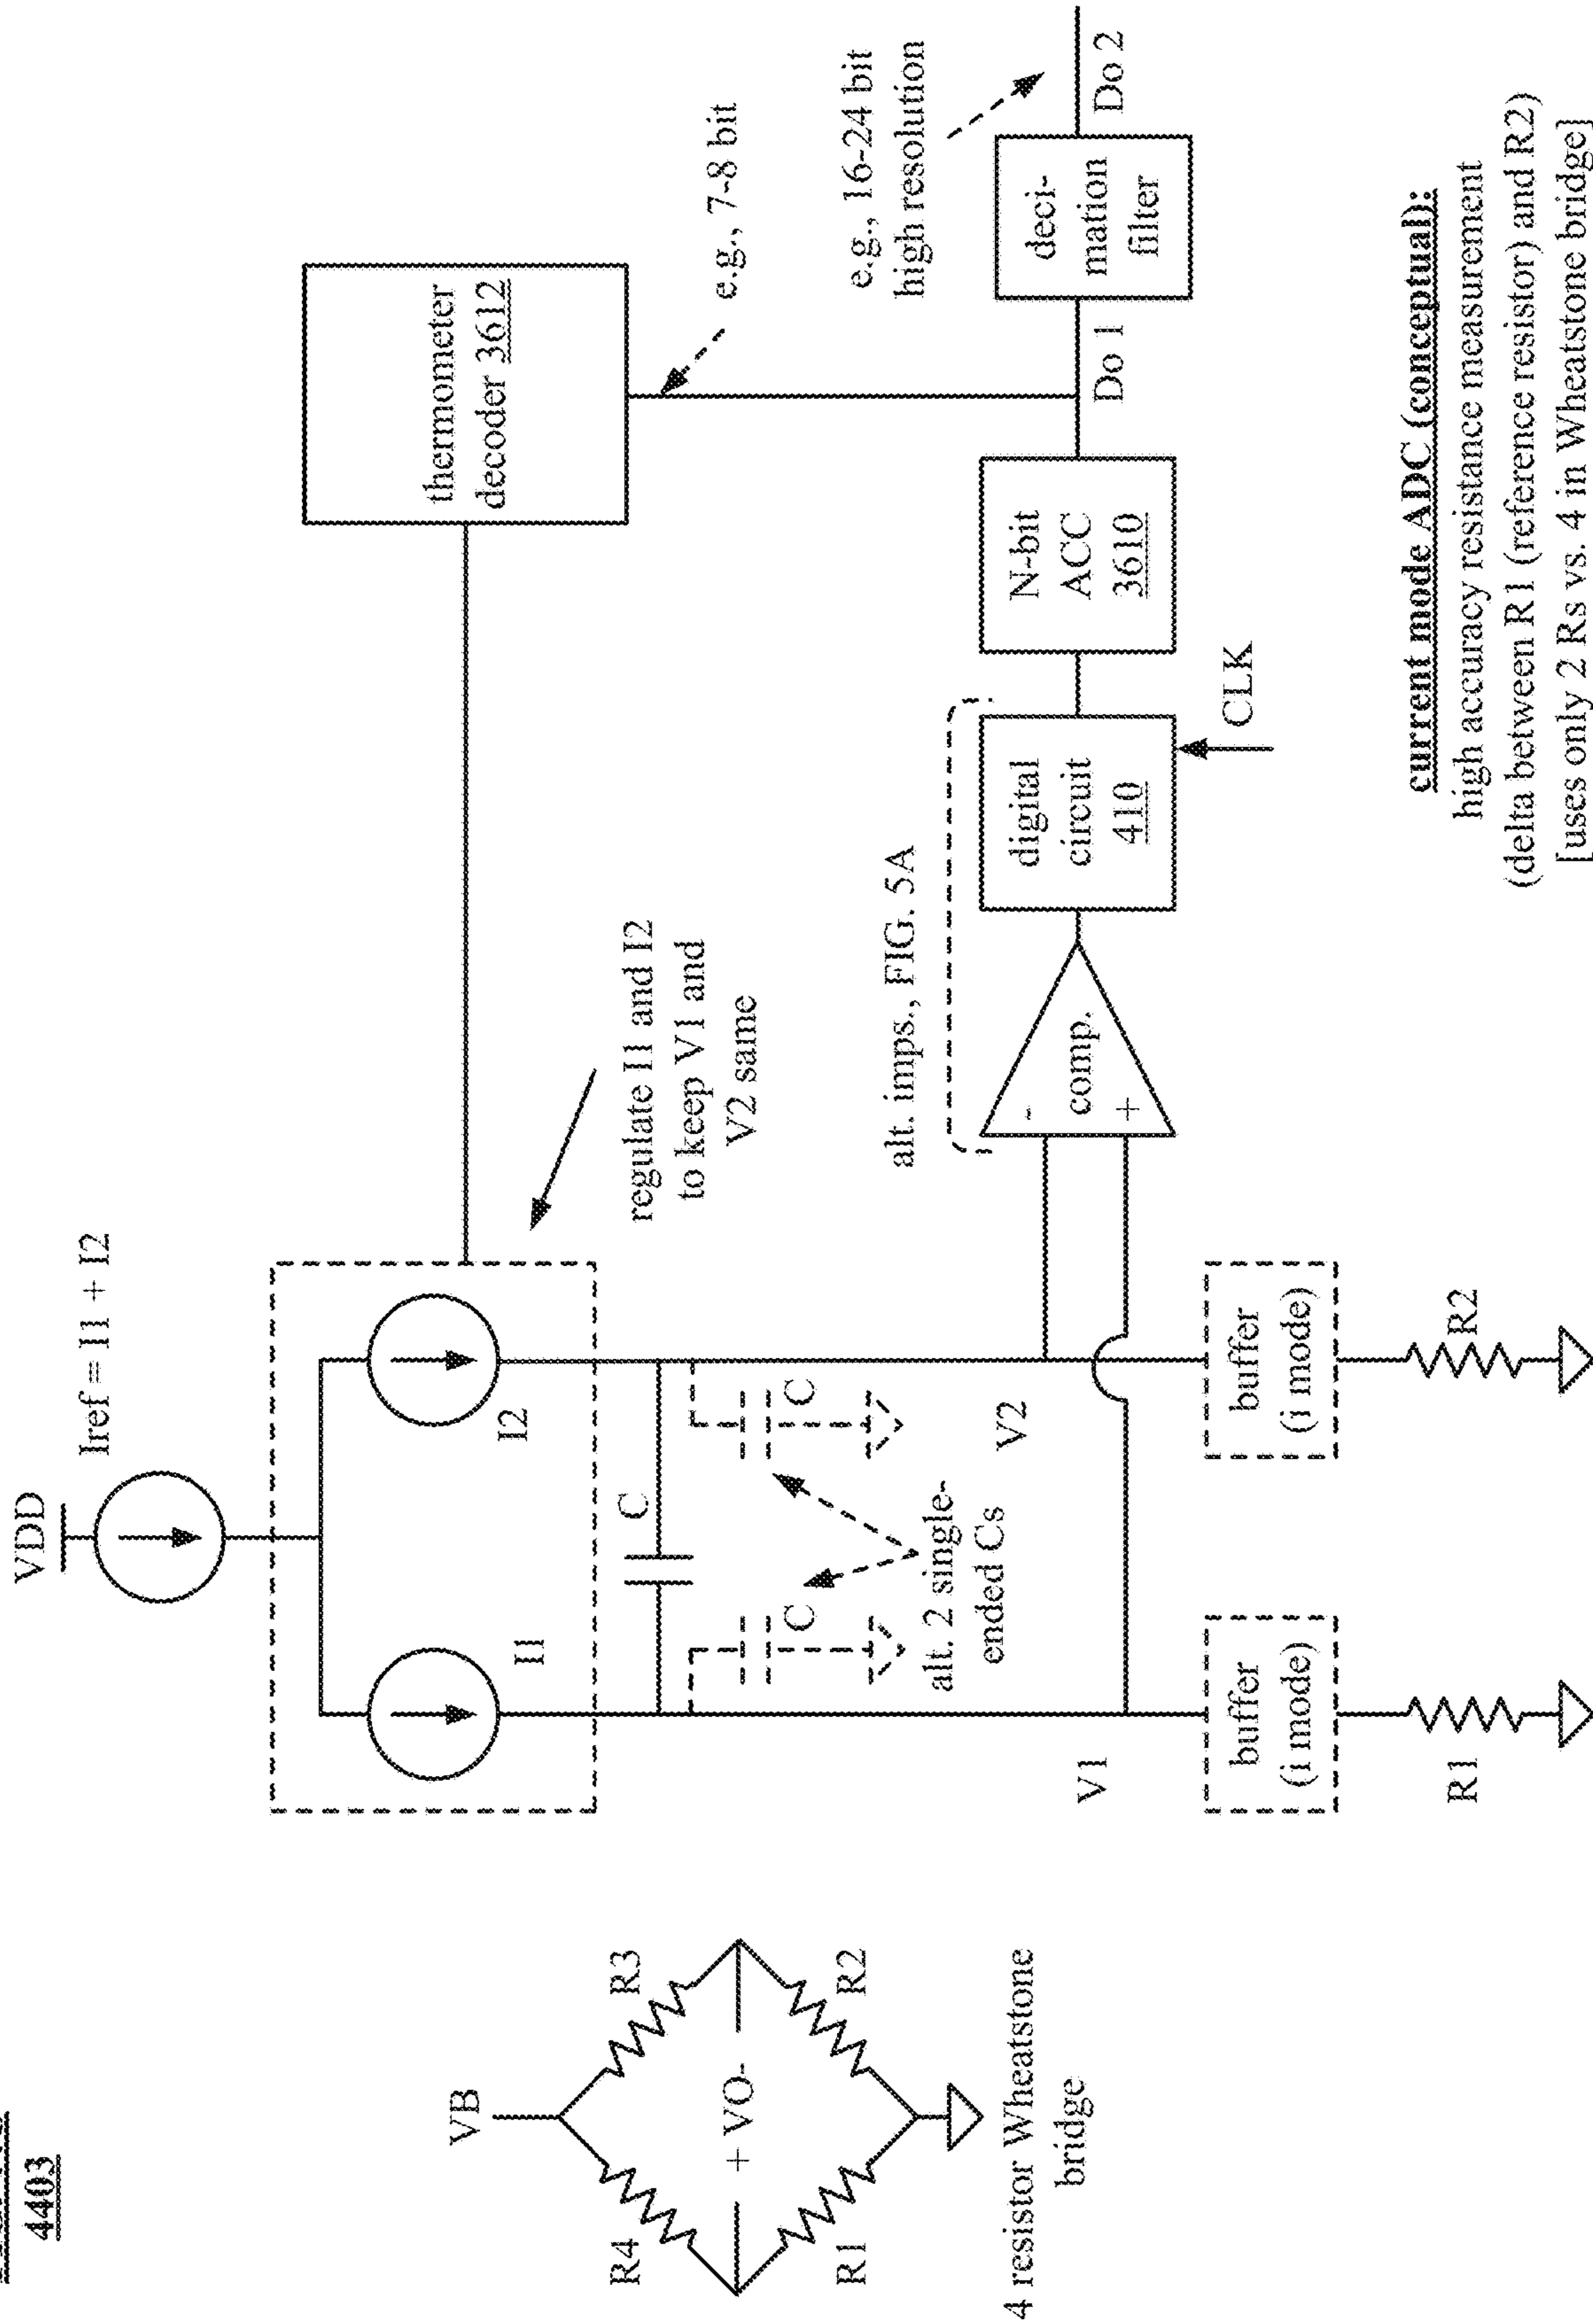 4403
VDD
Iref = I1 + I2
I1
I2
regulate I1 and I2
to keep V1 and
V2 same
thermometer
decoder 3612
e.g., 7-8 bit
C
C
C
alt. 2 single-
ended Cs
V1
V2
alt. imps., FIG. 5A
-
comp.
+
digital
circuit
410
CLK
N-bit
ACC
3610
Do 1
deci-
mation
filter
e.g., 16-24 bit
high resolution
Do 2
buffer
(i mode)
buffer
(i mode)
R1
R2
VB
R4
R3
+ VO-
R1
R2
4 resistor Wheatstone
bridge
current mode ADC (conceptual):
high accuracy resistance measurement
(delta between R1 (reference resistor) and R2)
[uses only 2 Rs vs. 4 in Wheatstone bridge]